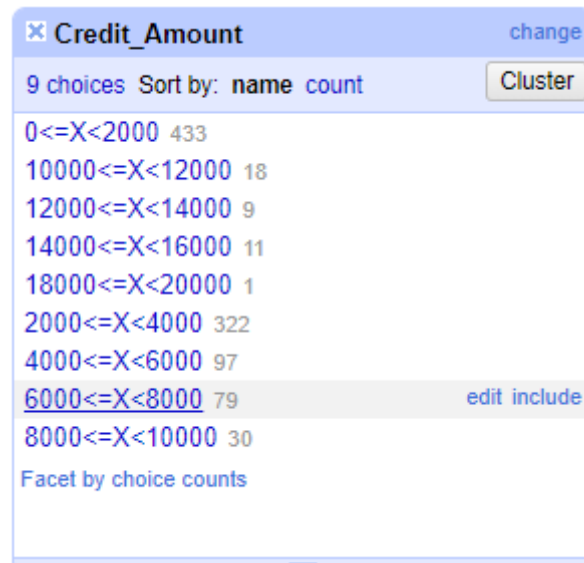 Credit_Amount change
9 choices Sort by: name count Cluster
0<=X<2000 433
10000<=X<12000 18
12000<=X<14000 9
14000<=X<16000 11
18000<=X<20000 1
2000<=X<4000 322
4000<=X<6000 97
6000<=X<8000 79 edit include
8000<=X<10000 30
Facet by choice counts